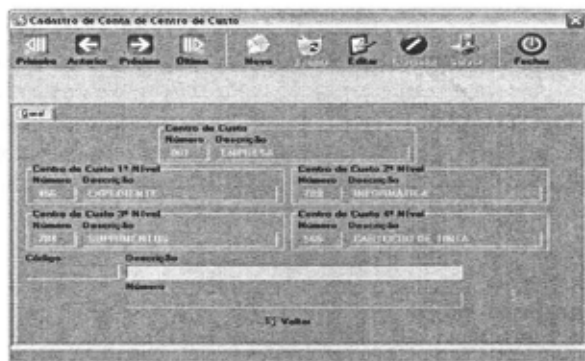 Cadastro de Conta de Centro de Custo
Primeiro Anterior Próximo Último Novo Editar Fechar
Geral
Centro de Custo
Número Descrição
EMPRESA
Centro de Custo 1º Nível Centro de Custo 2º Nível
Número Descrição Número Descrição
EXPEDIENTE INFORMÁTICA
Centro de Custo 3º Nível Centro de Custo 4º Nível
Número Descrição Número Descrição
SUPRIMENTOS CARTUCHO DE TINTA
Código Descrição
Número
Voltar